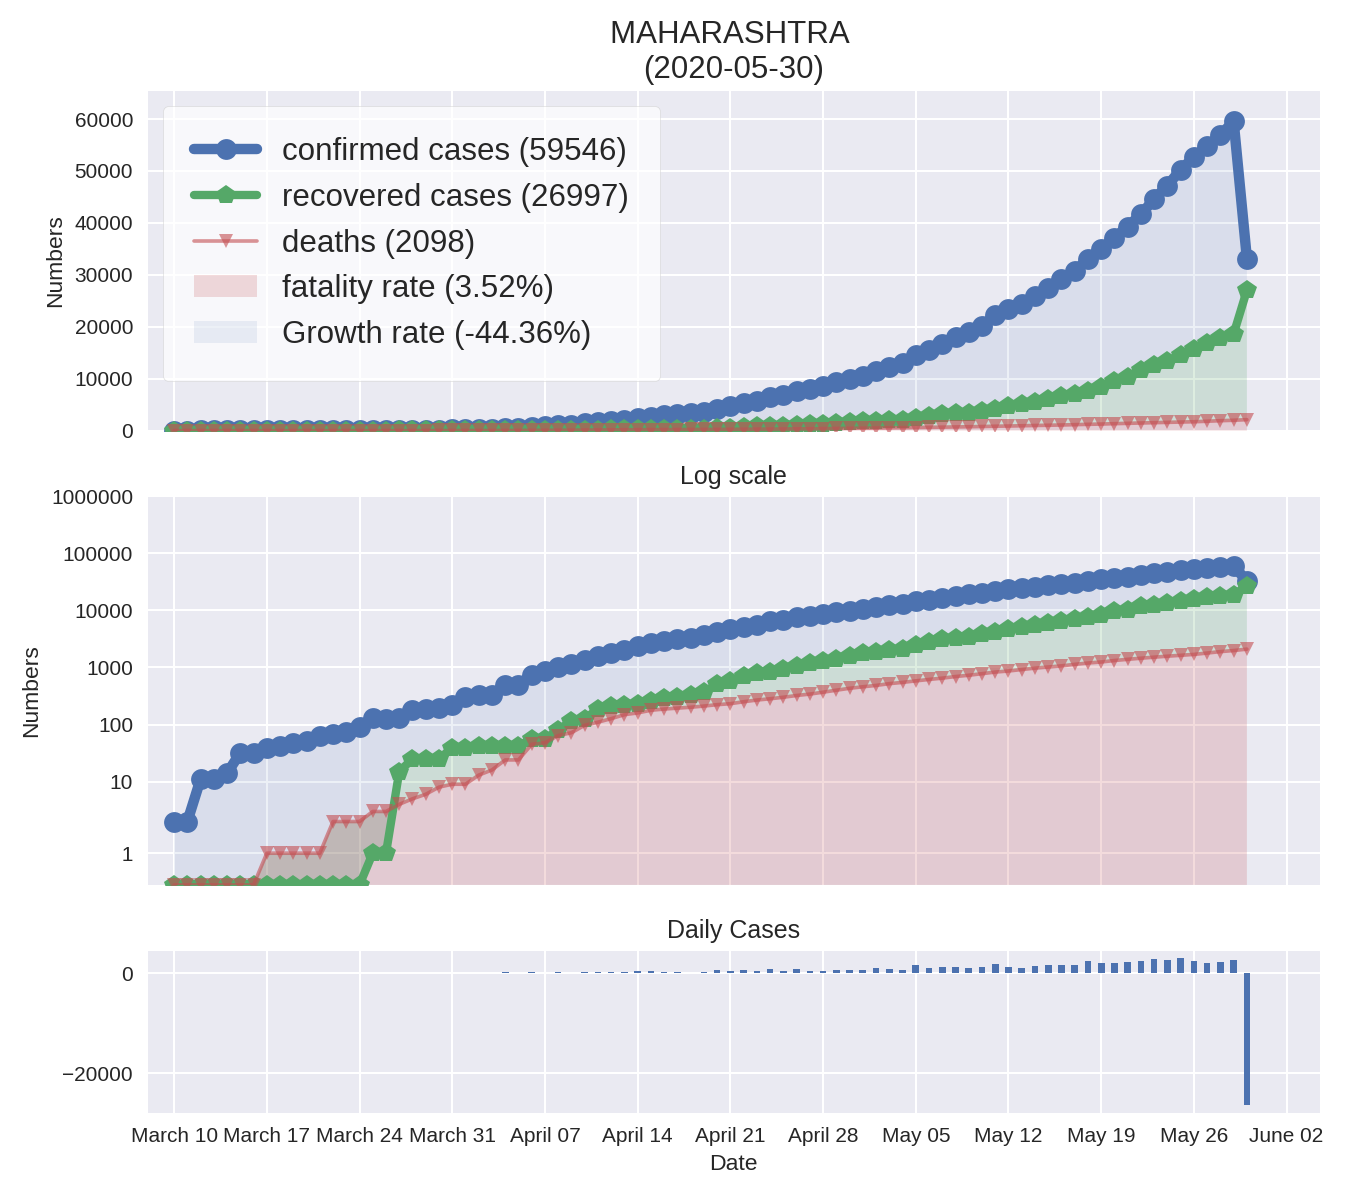 MAHARASHTRA
(2020-05-30)
60000
50000
40000
30000
20000
10000
0
Numbers
confirmed cases (59546)
recovered cases (26997)
deaths (2098)
fatality rate (3.52%)
Growth rate (-44.36%)
Log scale
1000000
100000
10000
1000
100
10
1
Numbers
Daily Cases
0
−20000
March 10 March 17 March 24 March 31 April 07 April 14 April 21 April 28 May 05 May 12 May 19 May 26 June 02
Date